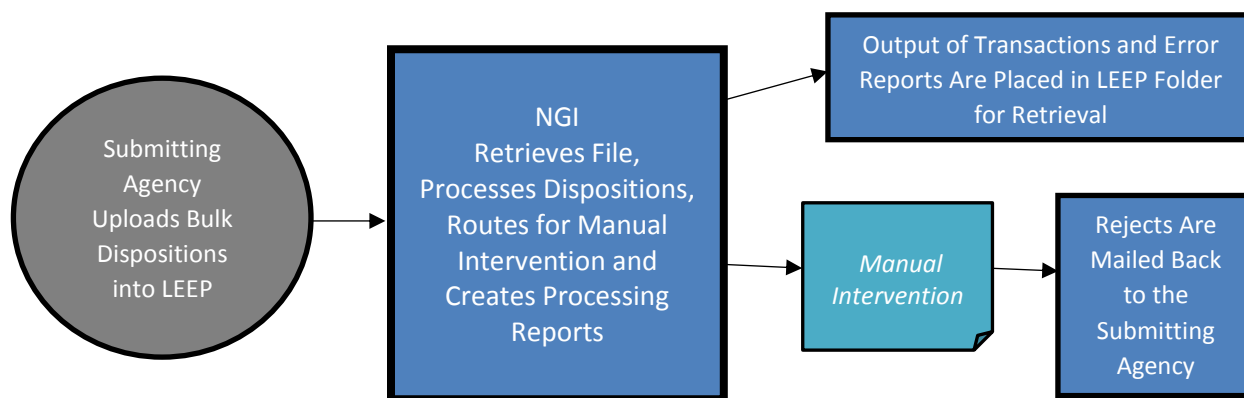 Submitting
Agency
Uploads Bulk
Dispositions
into LEEP
NGI
Retrieves File,
Processes Dispositions,
Routes for Manual
Intervention and
Creates Processing
Reports
Output of Transactions and Error
Reports Are Placed in LEEP Folder
for Retrieval
Manual
Intervention
Rejects Are
Mailed Back
to the
Submitting
Agency